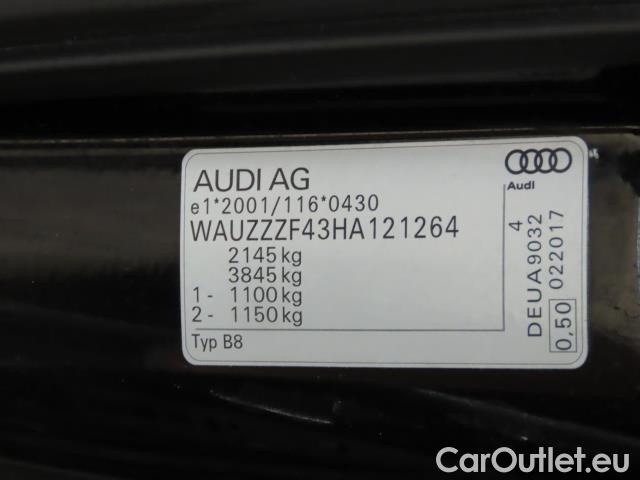 AUDI AG
e1*2001/116*0430
WAUZZZF43HA121264
2145 kg
3845 kg
1 - 1100 kg
2 - 1150 kg
Typ B8
Audi
4
DEUA9032
022017
0,50
CarOutlet.eu